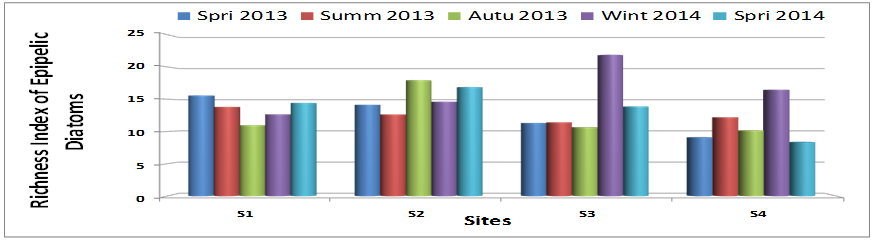 Spri 2013 Summ 2013 Autu 2013 Wint 2014 Spri 2014
Richness Index of Epipelic
Diatoms
25
20
15
10
5
0
S1 S2 S3 S4
Sites